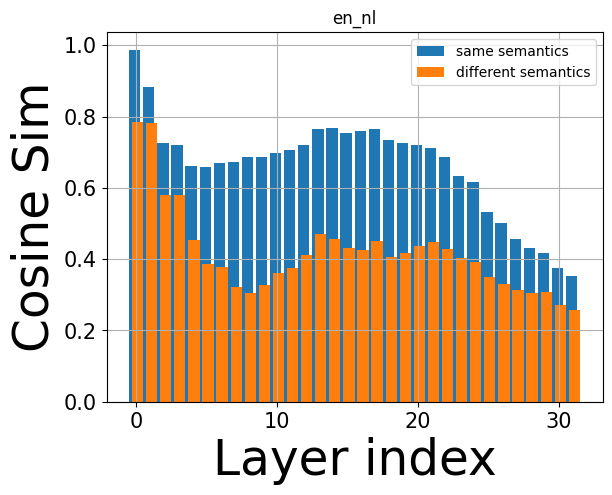 en_nl
same semantics
different semantics
Cosine Sim
1.0
0.8
0.6
0.4
0.2
0.0
0 10 20 30
Layer index